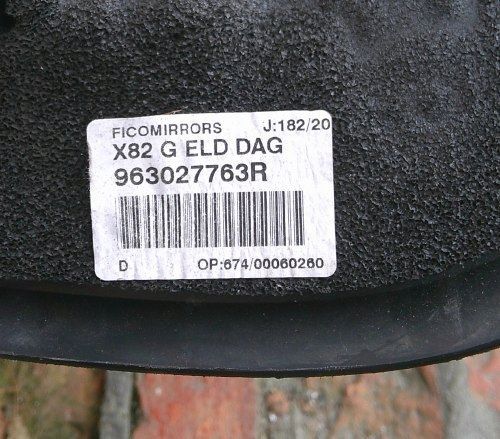 FICOMIRRORS J:182/20
X82 G ELD DAG
963027763R
D OP:674/00060260